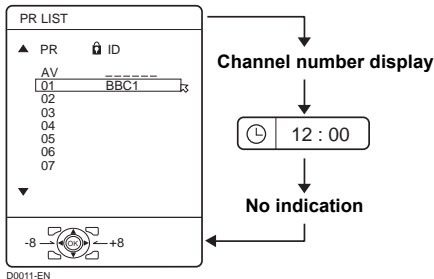 PR LIST
PR ID
AV _ _ _ _ _ _
01 BBC1
02
03
04
05
06
07
-8 OK +8
Channel number display
12 : 00
No indication
D0011-EN